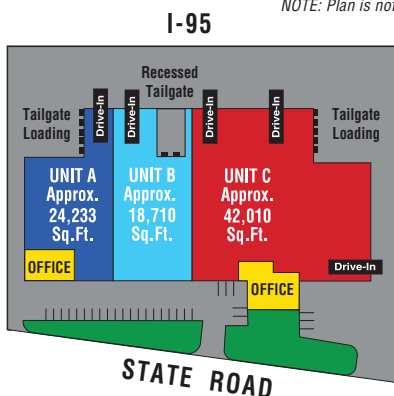 NOTE: Plan is not
I-95
Recessed
Tailgate
Tailgate
Loading
Drive-In
Drive-In
Drive-In
Drive-In
Tailgate
Loading
UNIT A
Approx.
24,233
Sq.Ft.
UNIT B
Approx.
18,710
Sq.Ft.
UNIT C
Approx.
42,010
Sq.Ft.
OFFICE
Drive-In
OFFICE
STATE ROAD